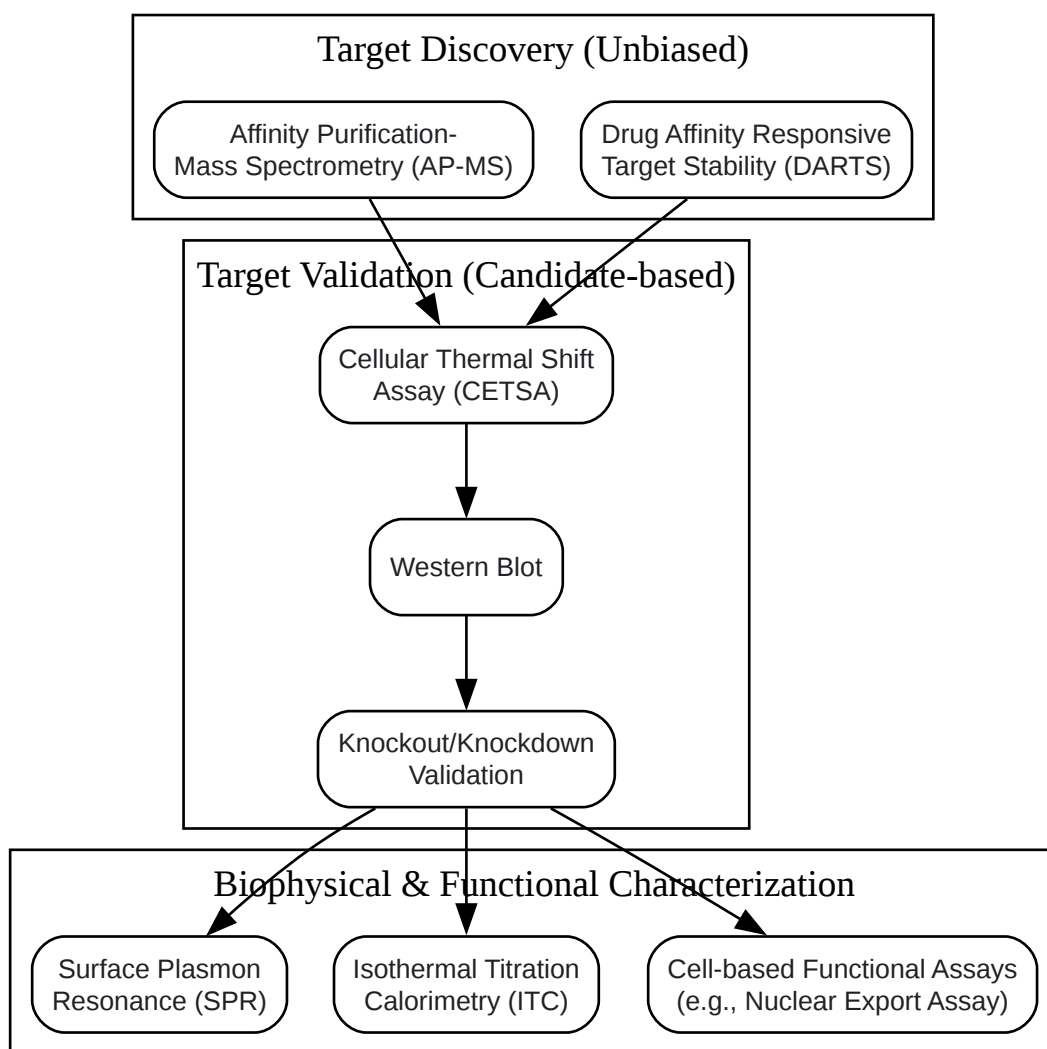 Target Discovery (Unbiased)
Affinity Purification-
Mass Spectrometry (AP-MS)
Drug Affinity Responsive
Target Stability (DARTS)
Target Validation (Candidate-based)
Cellular Thermal Shift
Assay (CETSA)
Western Blot
Knockout/Knockdown
Validation
Biophysical & Functional Characterization
Surface Plasmon
Resonance (SPR)
Isothermal Titration
Calorimetry (ITC)
Cell-based Functional Assays
(e.g., Nuclear Export Assay)